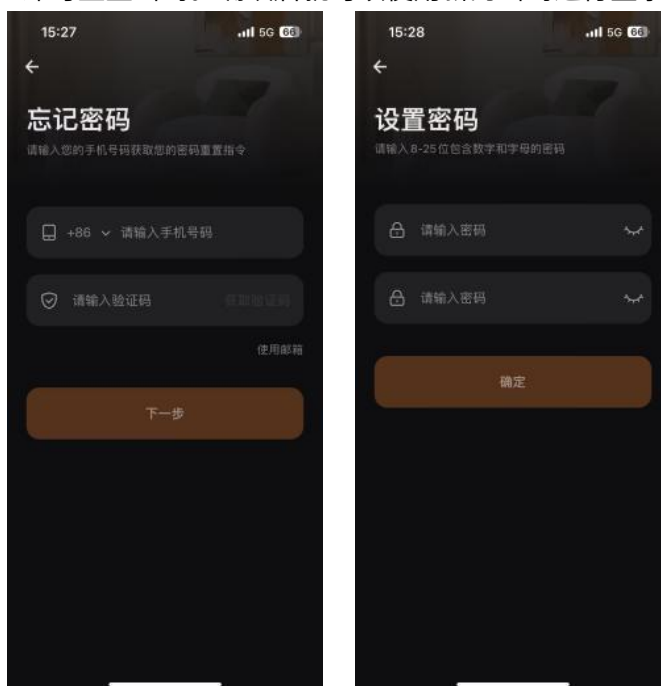 15:27
5G 66
忘记密码
请输入您的手机号码获取您的密码重置指令
+86 请输入手机号码
请输入验证码 获取验证码
使用邮箱
下一步
15:28
5G 66
设置密码
请输入8-25位包含数字和字母的密码
请输入密码
请输入密码
确定